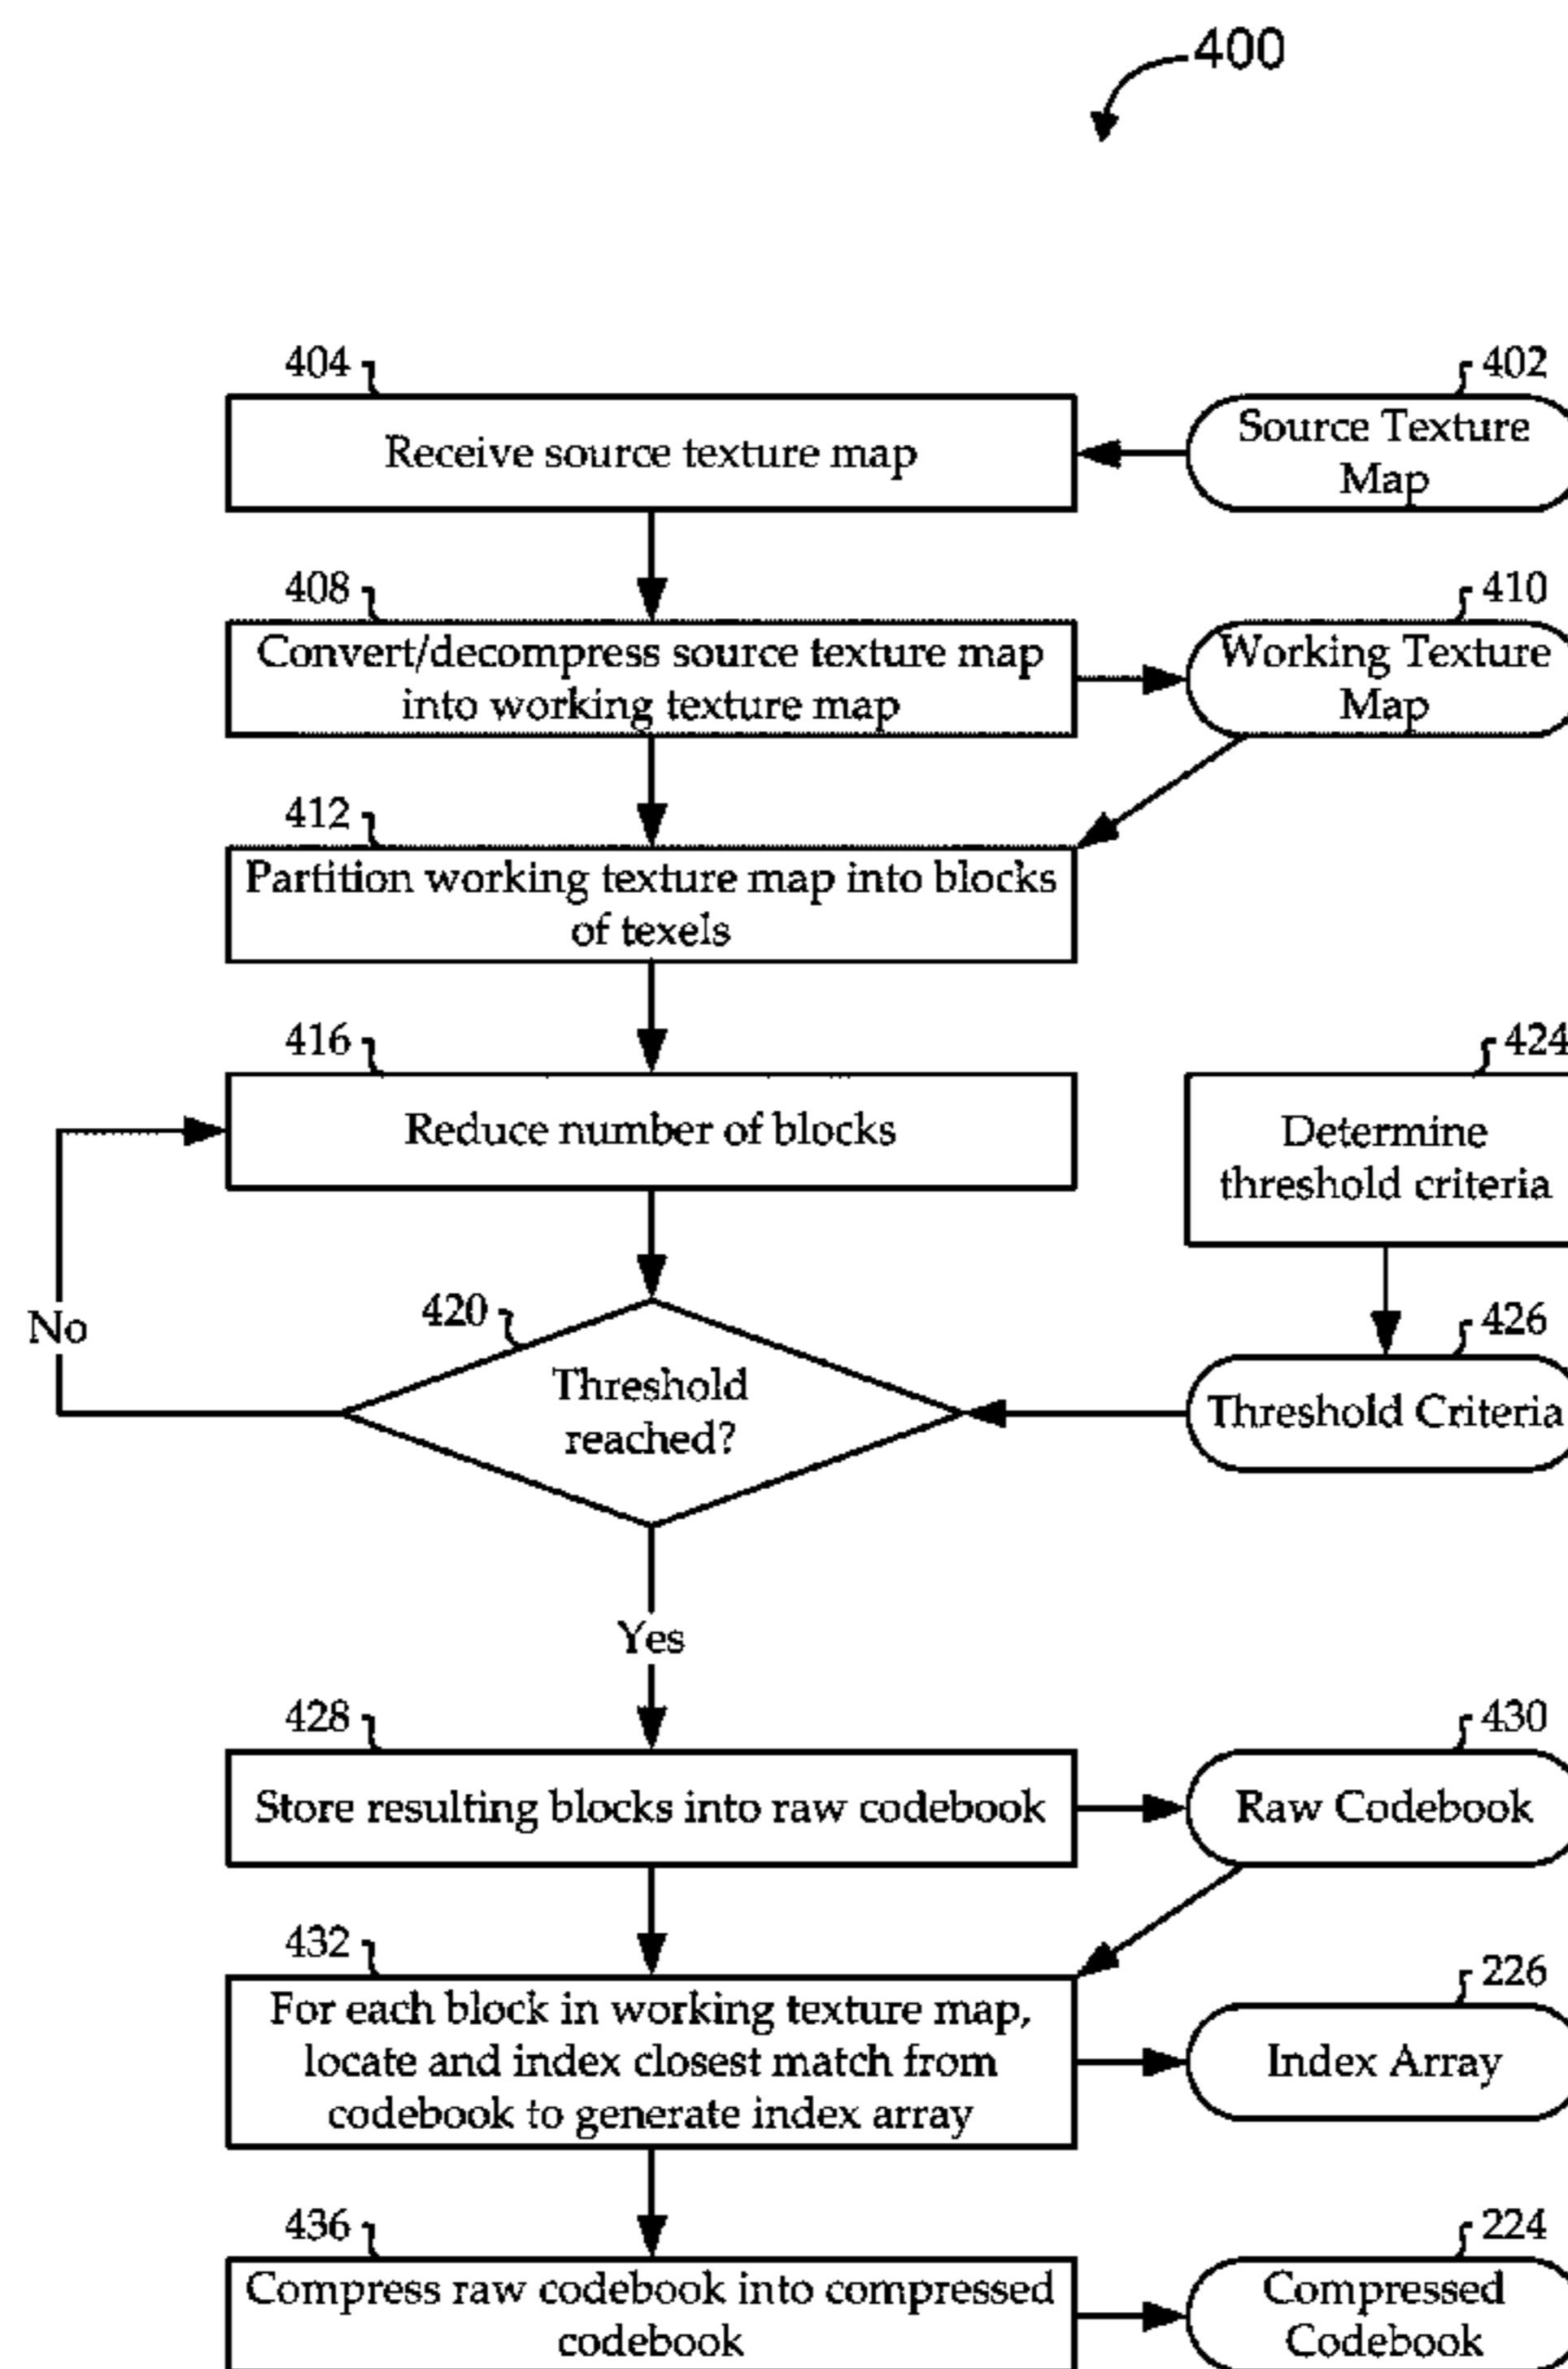 400
404
402
Receive source texture map
Source Texture
Map
408
410
Convert/decompress source texture map
into working texture map
Working Texture
Map
412
Partition working texture map into blocks
of texels
416
424
Reduce number of blocks
Determine
threshold criteria
No
420
426
Threshold
reached?
Threshold Criteria
Yes
428
430
Store resulting blocks into raw codebook
Raw Codebook
432
226
For each block in working texture map,
locate and index closest match from
codebook to generate index array
Index Array
436
224
Compress raw codebook into compressed
codebook
Compressed
Codebook